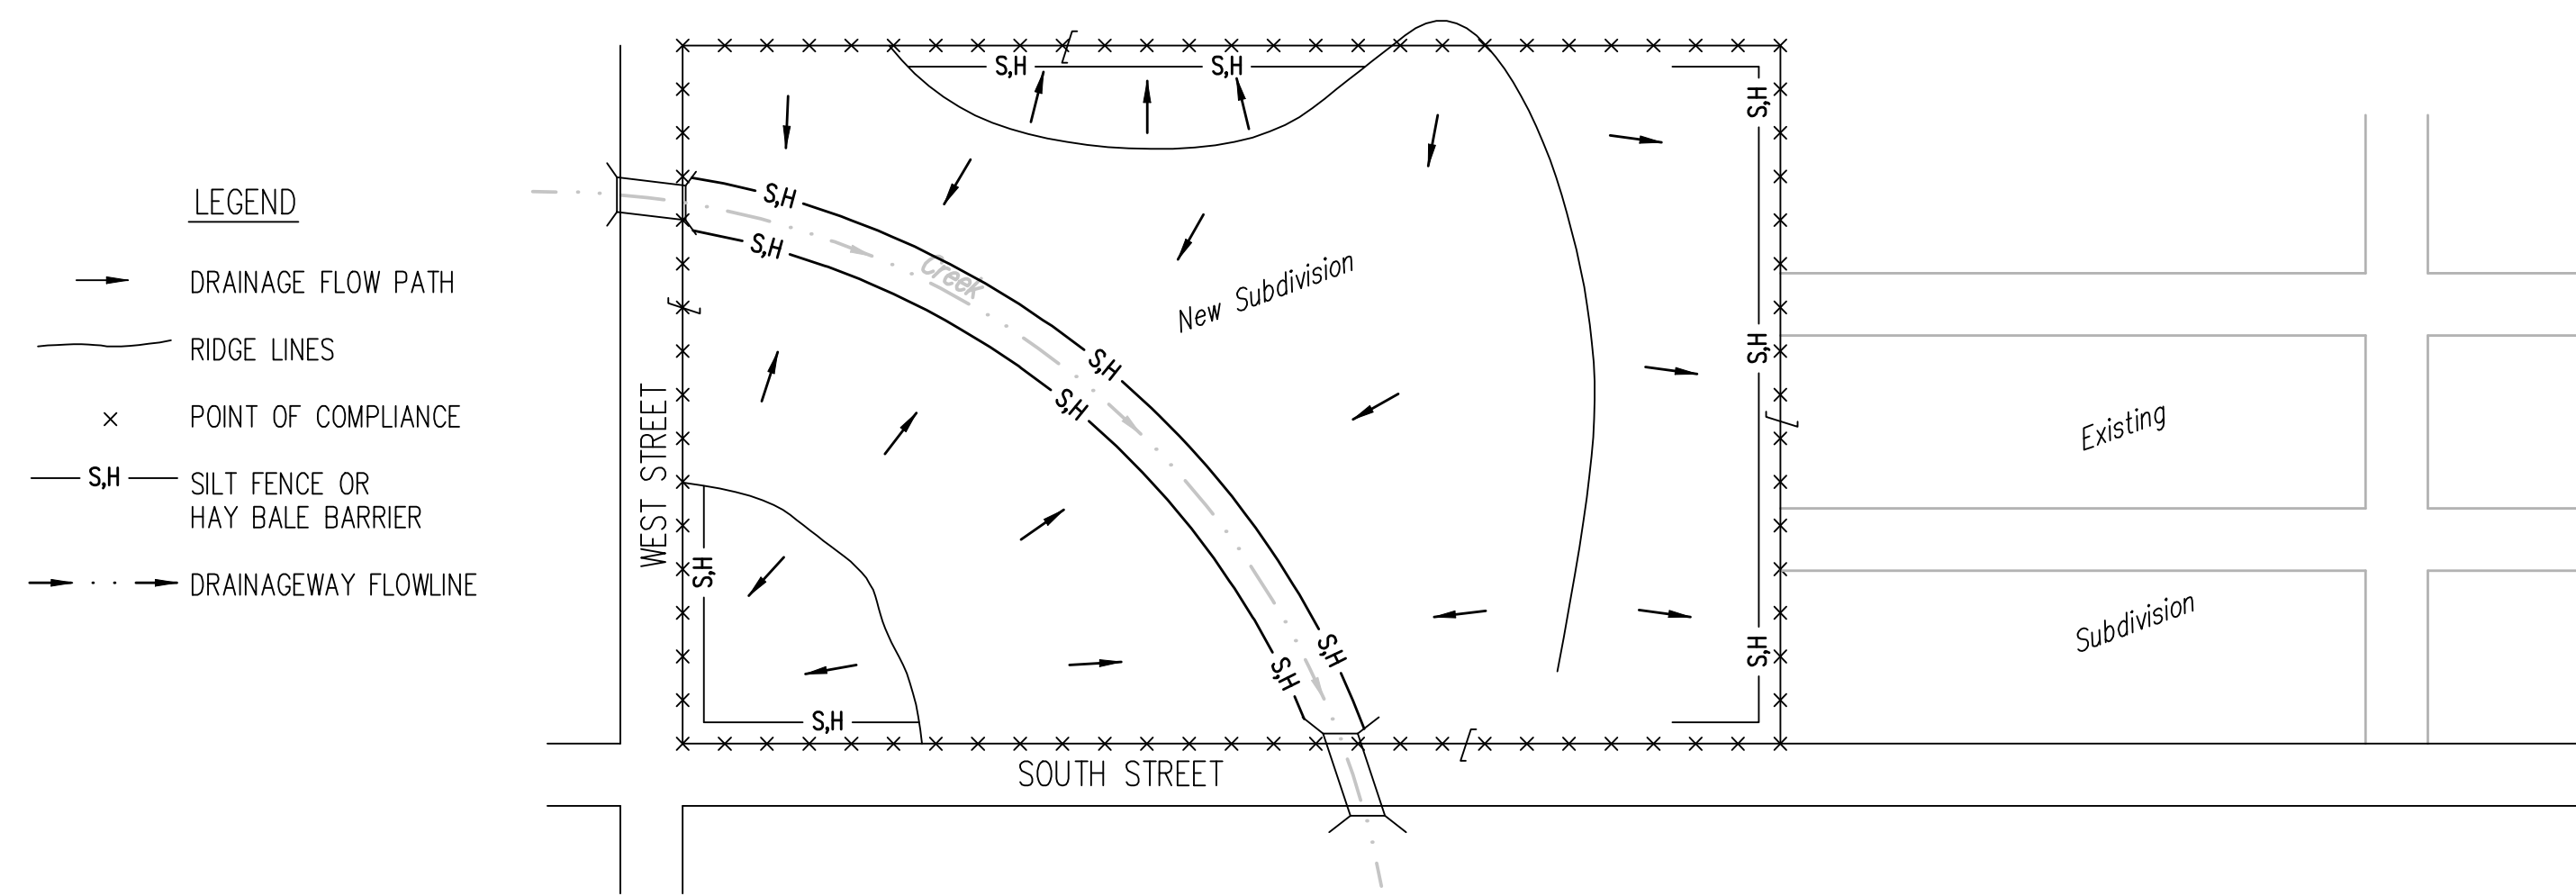 LEGEND
DRAINAGE FLOW PATH
RIDGE LINES
POINT OF COMPLIANCE
S,H
SILT FENCE OR
HAY BALE BARRIER
DRAINAGEWAY FLOWLINE
WEST STREET
SOUTH STREET
S,H
S,H
S,H
S,H
S,H
Creek
New Subdivision
S,H
S,H
S,H
S,H
S,H
S,H
S,H
S,H
S,H
Existing
Subdivision